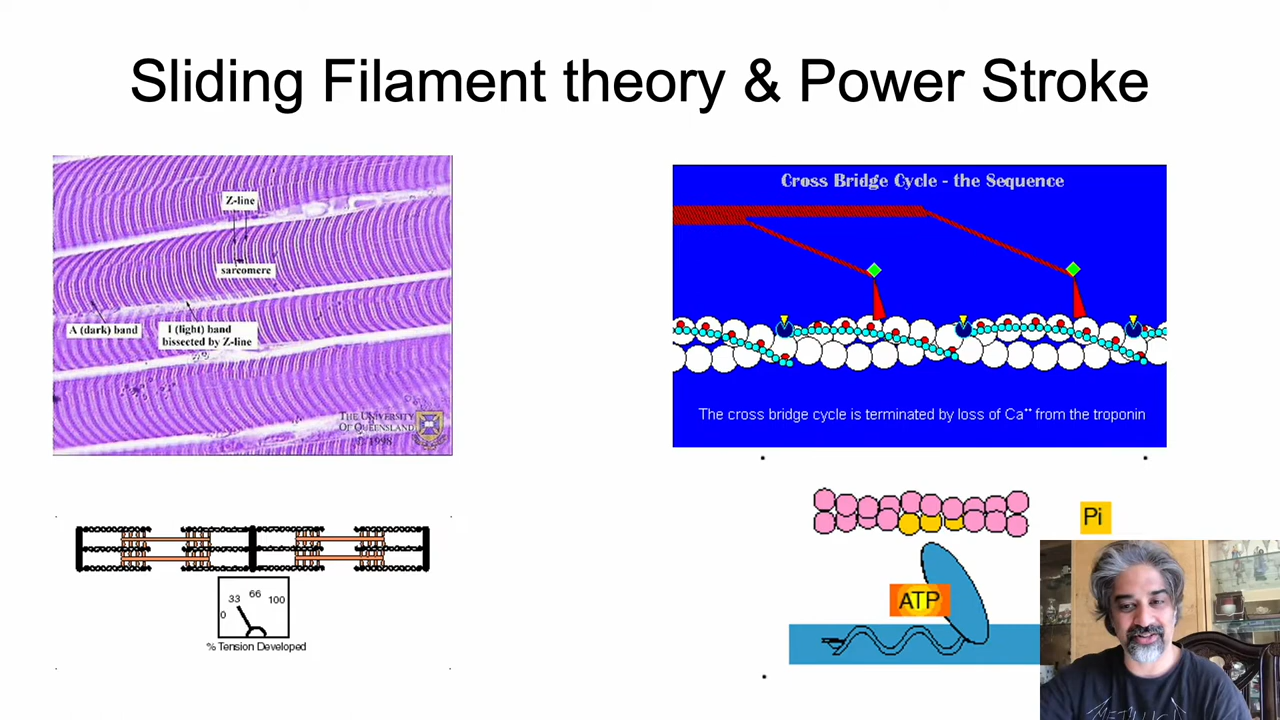 Sliding Filament theory & Power Stroke
Z-line
sarcomere
A (dark) band
I (light) band
bissected by Z-line
THE UNIVERSITY
OF QUEENSLAND
© 1998
Cross Bridge Cycle - the Sequence
The cross bridge cycle is terminated by loss of Ca⁺⁺ from the troponin
0
33
66
100
% Tension Developed
Pi
ATP
METALLICA